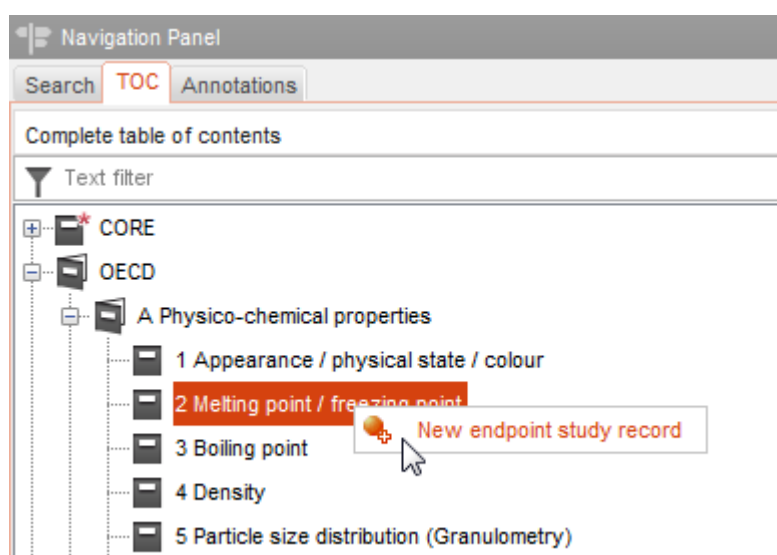 Navigation Panel
Search TOC Annotations
Complete table of contents
Text filter
CORE
OECD
A Physico-chemical properties
1 Appearance / physical state / colour
2 Melting point / freezing point
New endpoint study record
3 Boiling point
4 Density
5 Particle size distribution (Granulometry)